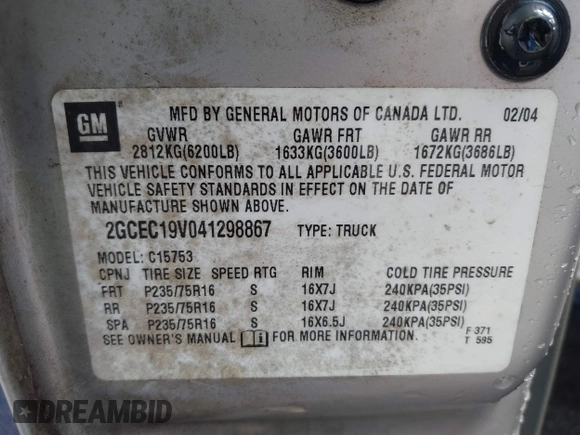 GM
MFD BY GENERAL MOTORS OF CANADA LTD. 02/04
GVWR GAWR FRT GAWR RR
2812KG(6200LB) 1633KG(3600LB) 1672KG(3686LB)
THIS VEHICLE CONFORMS TO ALL APPLICABLE U.S. FEDERAL MOTOR
VEHICLE SAFETY STANDARDS IN EFFECT ON THE DATE OF
MANUFACTURE SHOWN ABOVE.
2GCEC19V041298867 TYPE: TRUCK
MODEL: C15753
CPNJ TIRE SIZE SPEED RTG RIM COLD TIRE PRESSURE
FRT P235/75R16 S 16X7J 240KPA(35PSI)
RR P235/75R16 S 16X7J 240KPA(35PSI)
SPA P235/75R16 S 16X6.5J 240KPA(35PSI)
SEE OWNER'S MANUAL FOR MORE INFORMATION.
F 371
T 595
DREAMBID